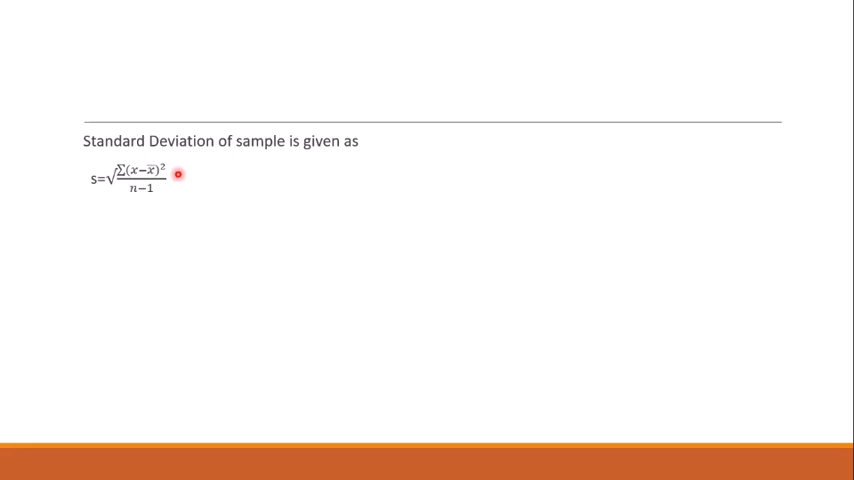 Standard Deviation of sample is given as
s=√∑(x−x̅)²
n−1